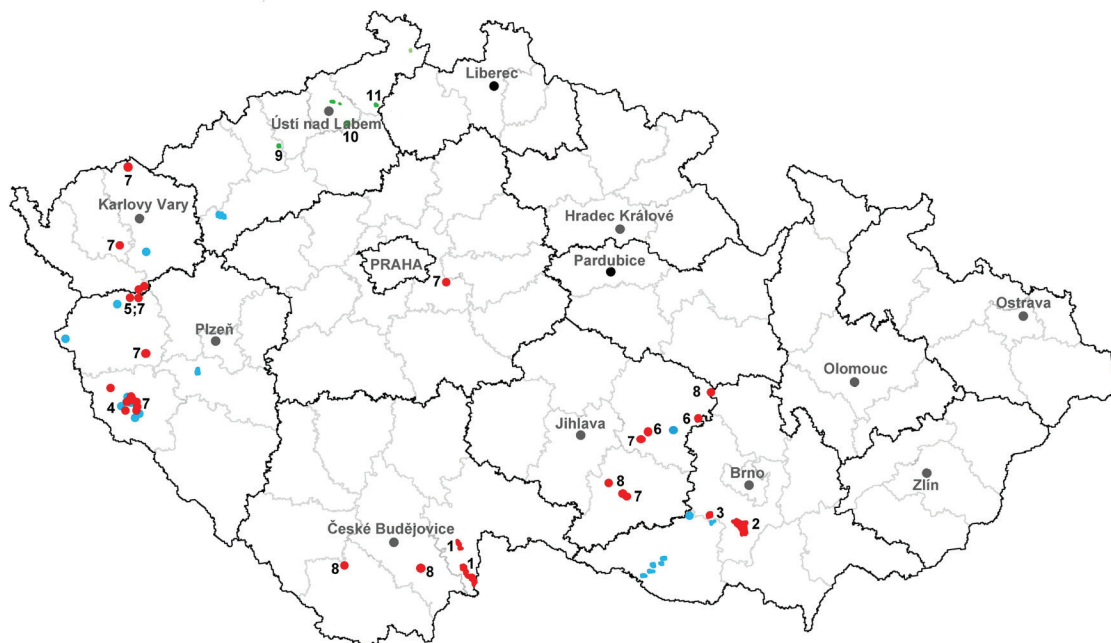 Liberec
11
Ústí nad Labem
10
9
7
Karlovy Vary
Hradec Králové
7
PRAHA
Pardubice
7
5;7
Ostrava
Plzeň
7
Olomouc
8
4
7
6
Jihlava
6
7
Brno
8
Zlín
7
3
České Budějovice
2
1
1
8
8